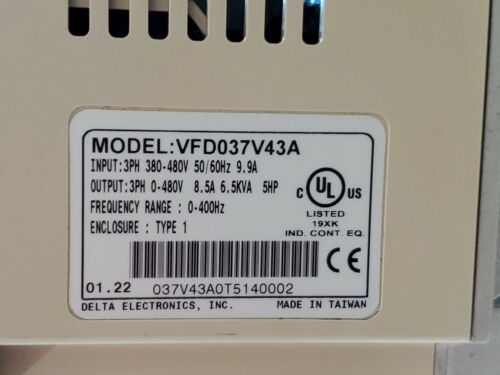 MODEL:VFD037V43A
INPUT:3PH 380-480V 50/60Hz 9.9A
OUTPUT:3PH 0-480V 8.5A 6.5KVA 5HP
FREQUENCY RANGE : 0-400Hz
ENCLOSURE : TYPE 1
C UL US
LISTED
19XK
IND. CONT. EQ.
CE
01.22 037V43A0T5140002
DELTA ELECTRONICS, INC. MADE IN TAIWAN